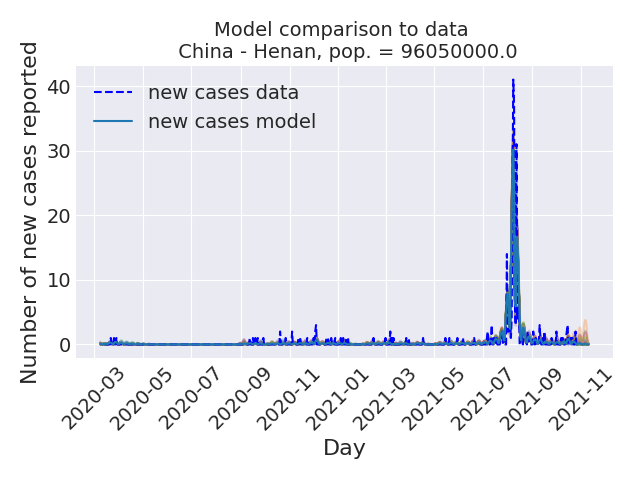 Model comparison to data
China - Henan, pop. = 96050000.0
Number of new cases reported
40
30
20
10
0
new cases data
new cases model
2020-03
2020-05
2020-07
2020-09
2020-11
2021-01
2021-03
2021-05
2021-07
2021-09
2021-11
Day